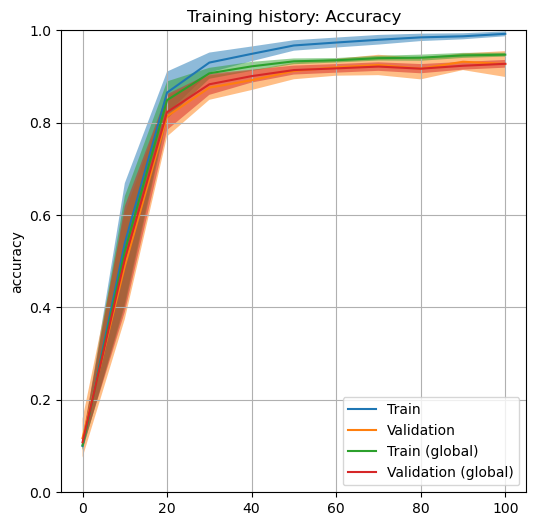 Training history: Accuracy
1.0
0.8
0.6
0.4
0.2
0.0
accuracy
0 20 40 60 80 100
Train
Validation
Train (global)
Validation (global)